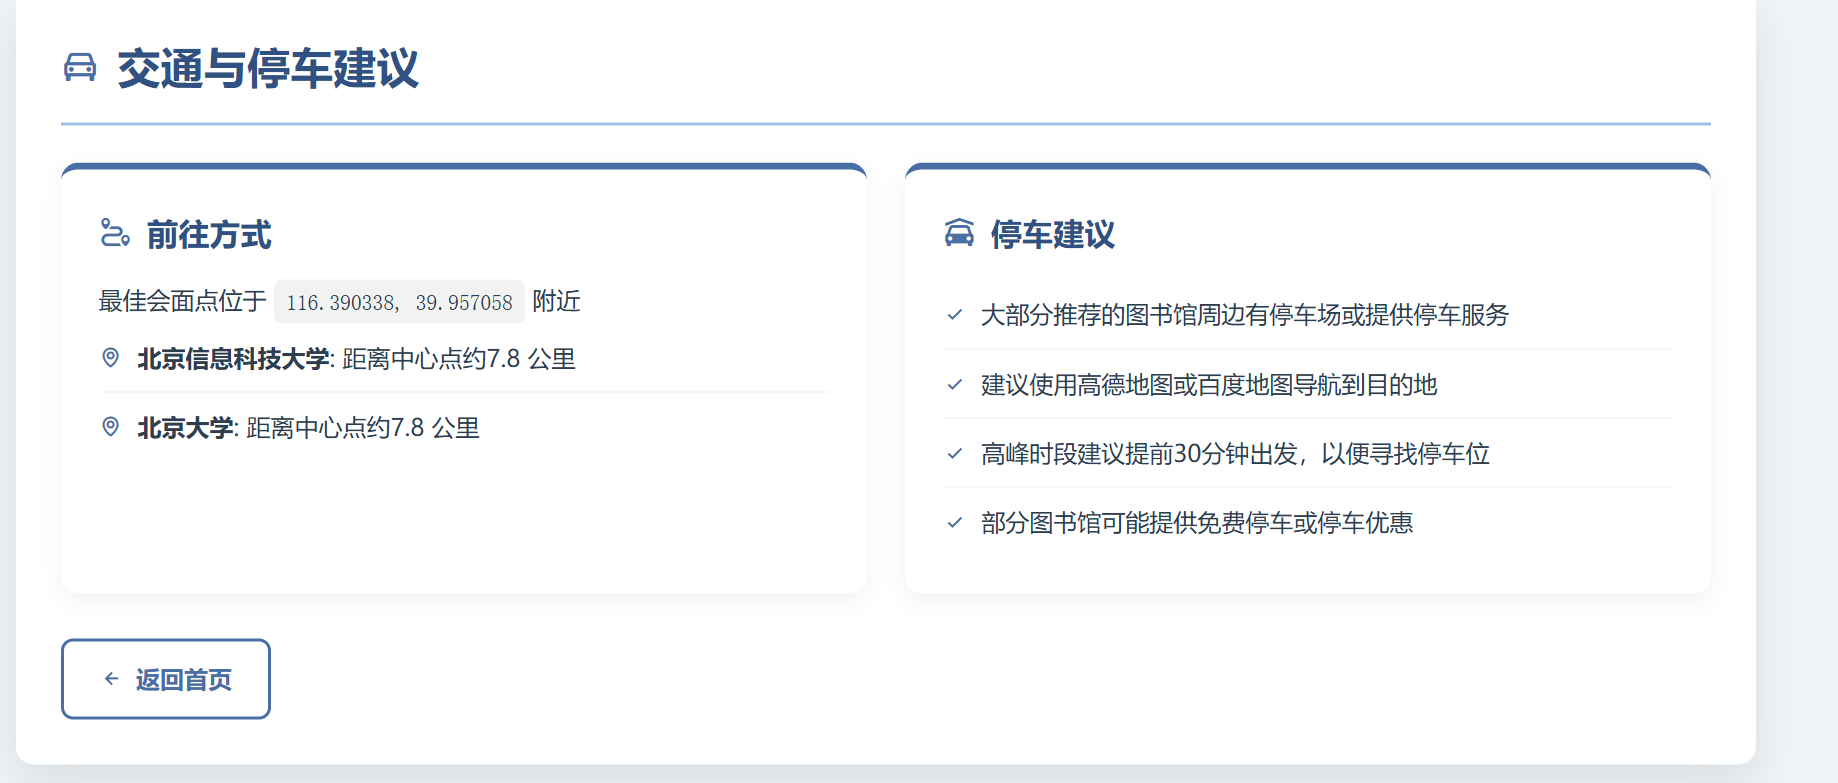 交通与停车建议
前往方式
最佳会面点位于 116.390338, 39.957058 附近
北京信息科技大学: 距离中心点约7.8 公里
北京大学: 距离中心点约7.8 公里
停车建议
大部分推荐的图书馆周边有停车场或提供停车服务
建议使用高德地图或百度地图导航到目的地
高峰时段建议提前30分钟出发，以便寻找停车位
部分图书馆可能提供免费停车或停车优惠
返回首页